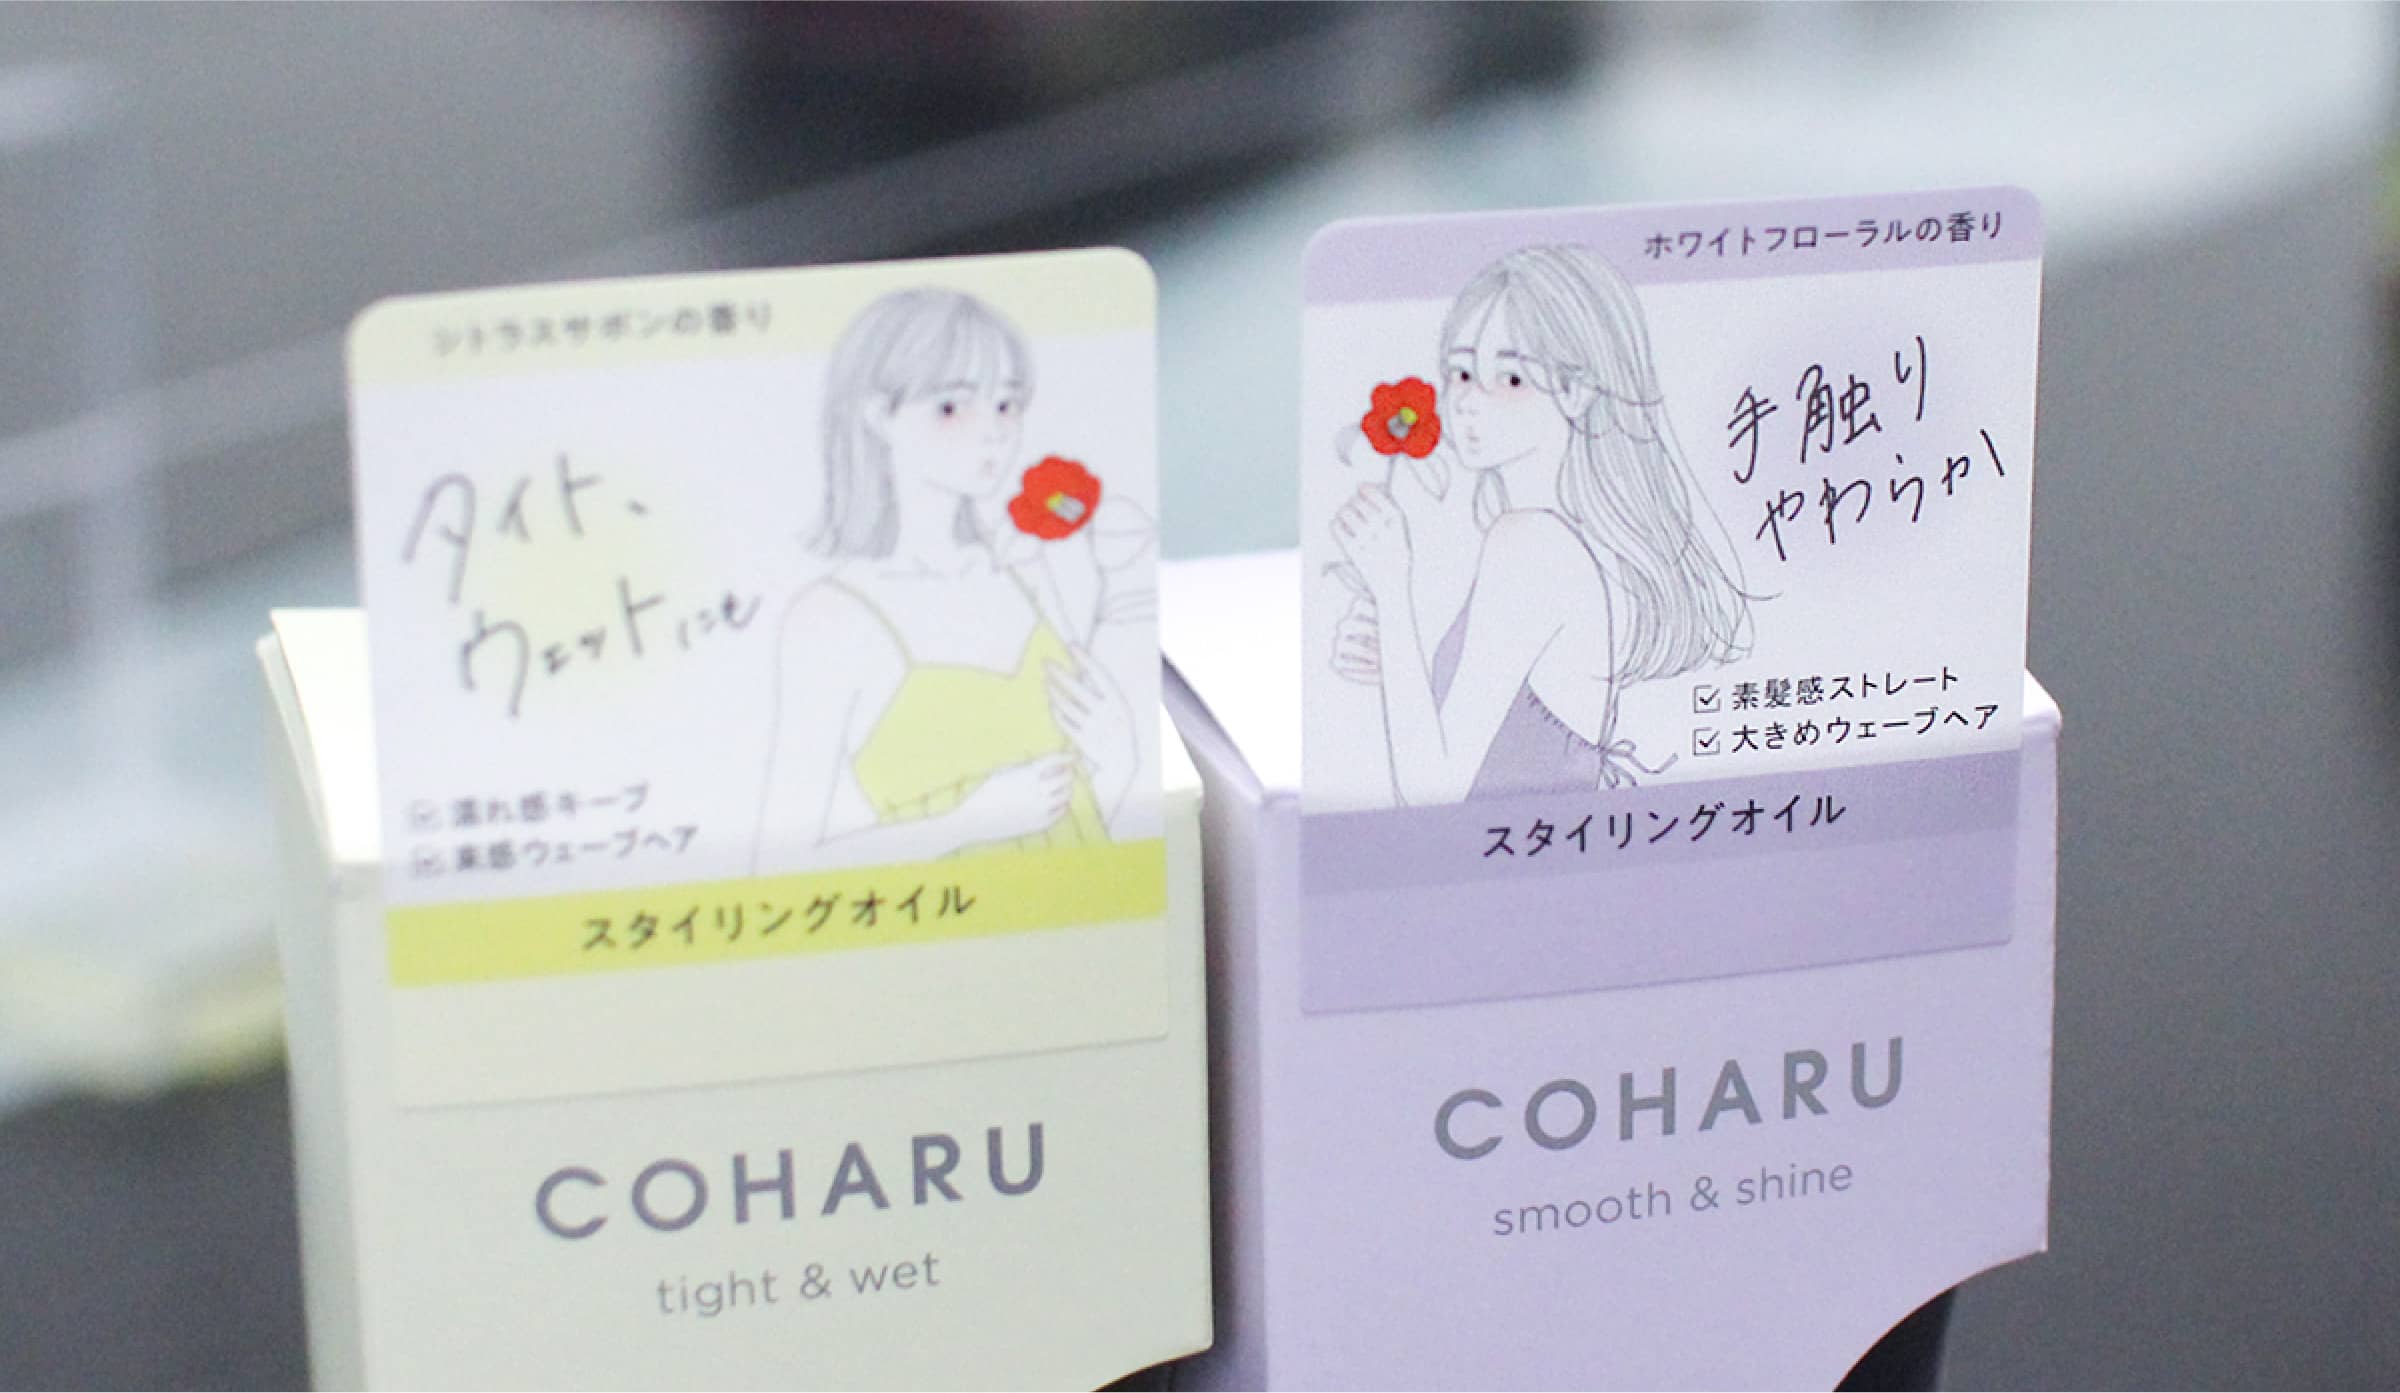 シトラスサボンの香り
タイト、
ウェットにも
濡れ感キープ
束感ウェーブヘア
スタイリングオイル
COHARU
tight & wet
ホワイトフローラルの香り
手触り
やわらかい
素髪感ストレート
大きめウェーブヘア
スタイリングオイル
COHARU
smooth & shine